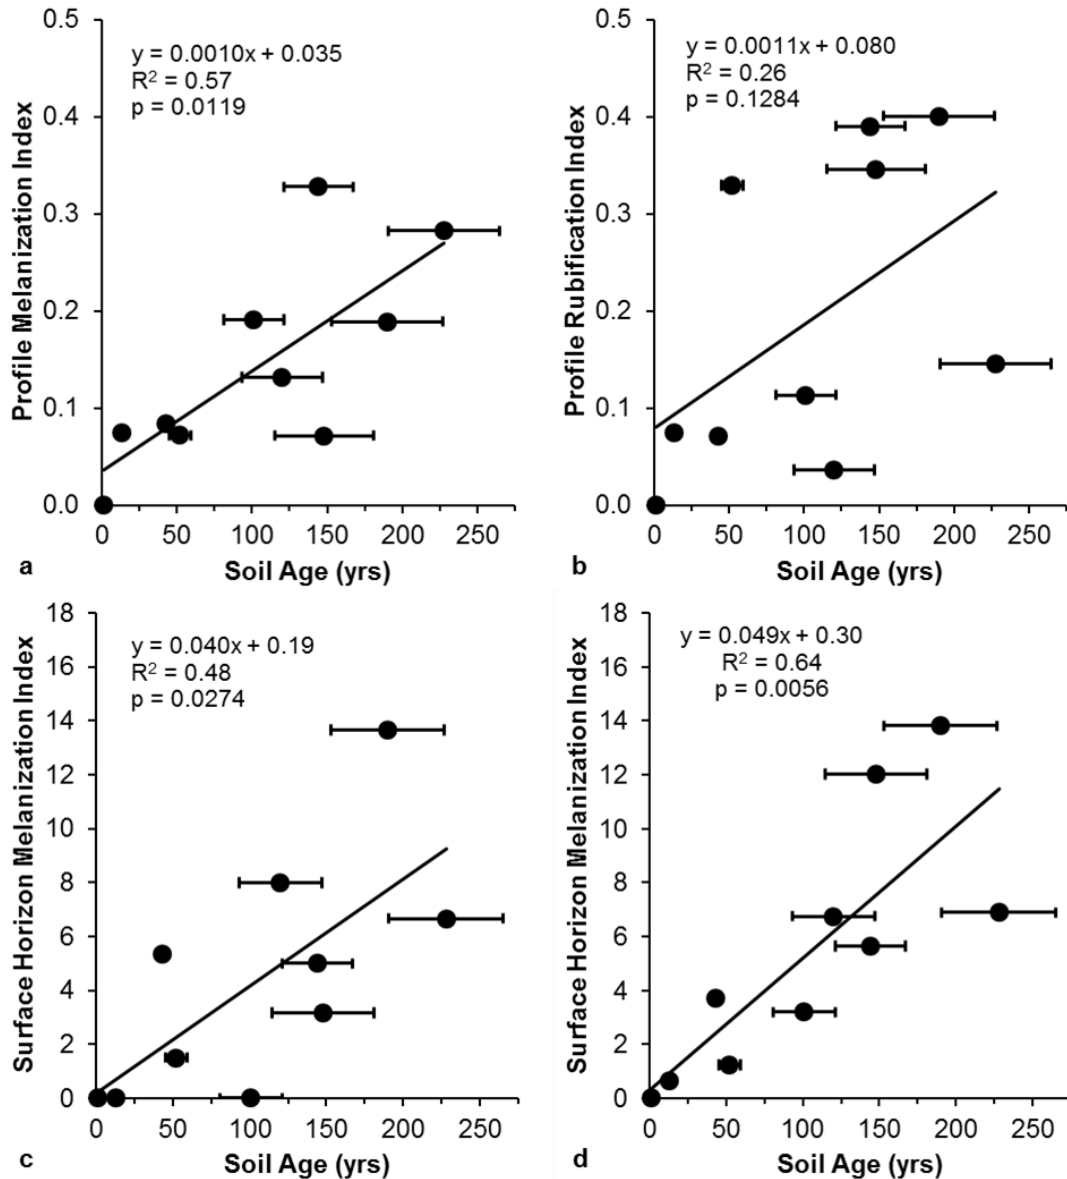 y = 0.0010x + 0.035
R² = 0.57
p = 0.0119
Profile Melanization Index
0.5
0.4
0.3
0.2
0.1
0.0
0 50 100 150 200 250
a Soil Age (yrs)
y = 0.0011x + 0.080
R² = 0.26
p = 0.1284
Profile Rubification Index
0.5
0.4
0.3
0.2
0.1
0.0
0 50 100 150 200 250
b Soil Age (yrs)
y = 0.040x + 0.19
R² = 0.48
p = 0.0274
Surface Horizon Melanization Index
18
16
14
12
10
8
6
4
2
0
0 50 100 150 200 250
c Soil Age (yrs)
y = 0.049x + 0.30
R² = 0.64
p = 0.0056
Surface Horizon Melanization Index
18
16
14
12
10
8
6
4
2
0
0 50 100 150 200 250
d Soil Age (yrs)